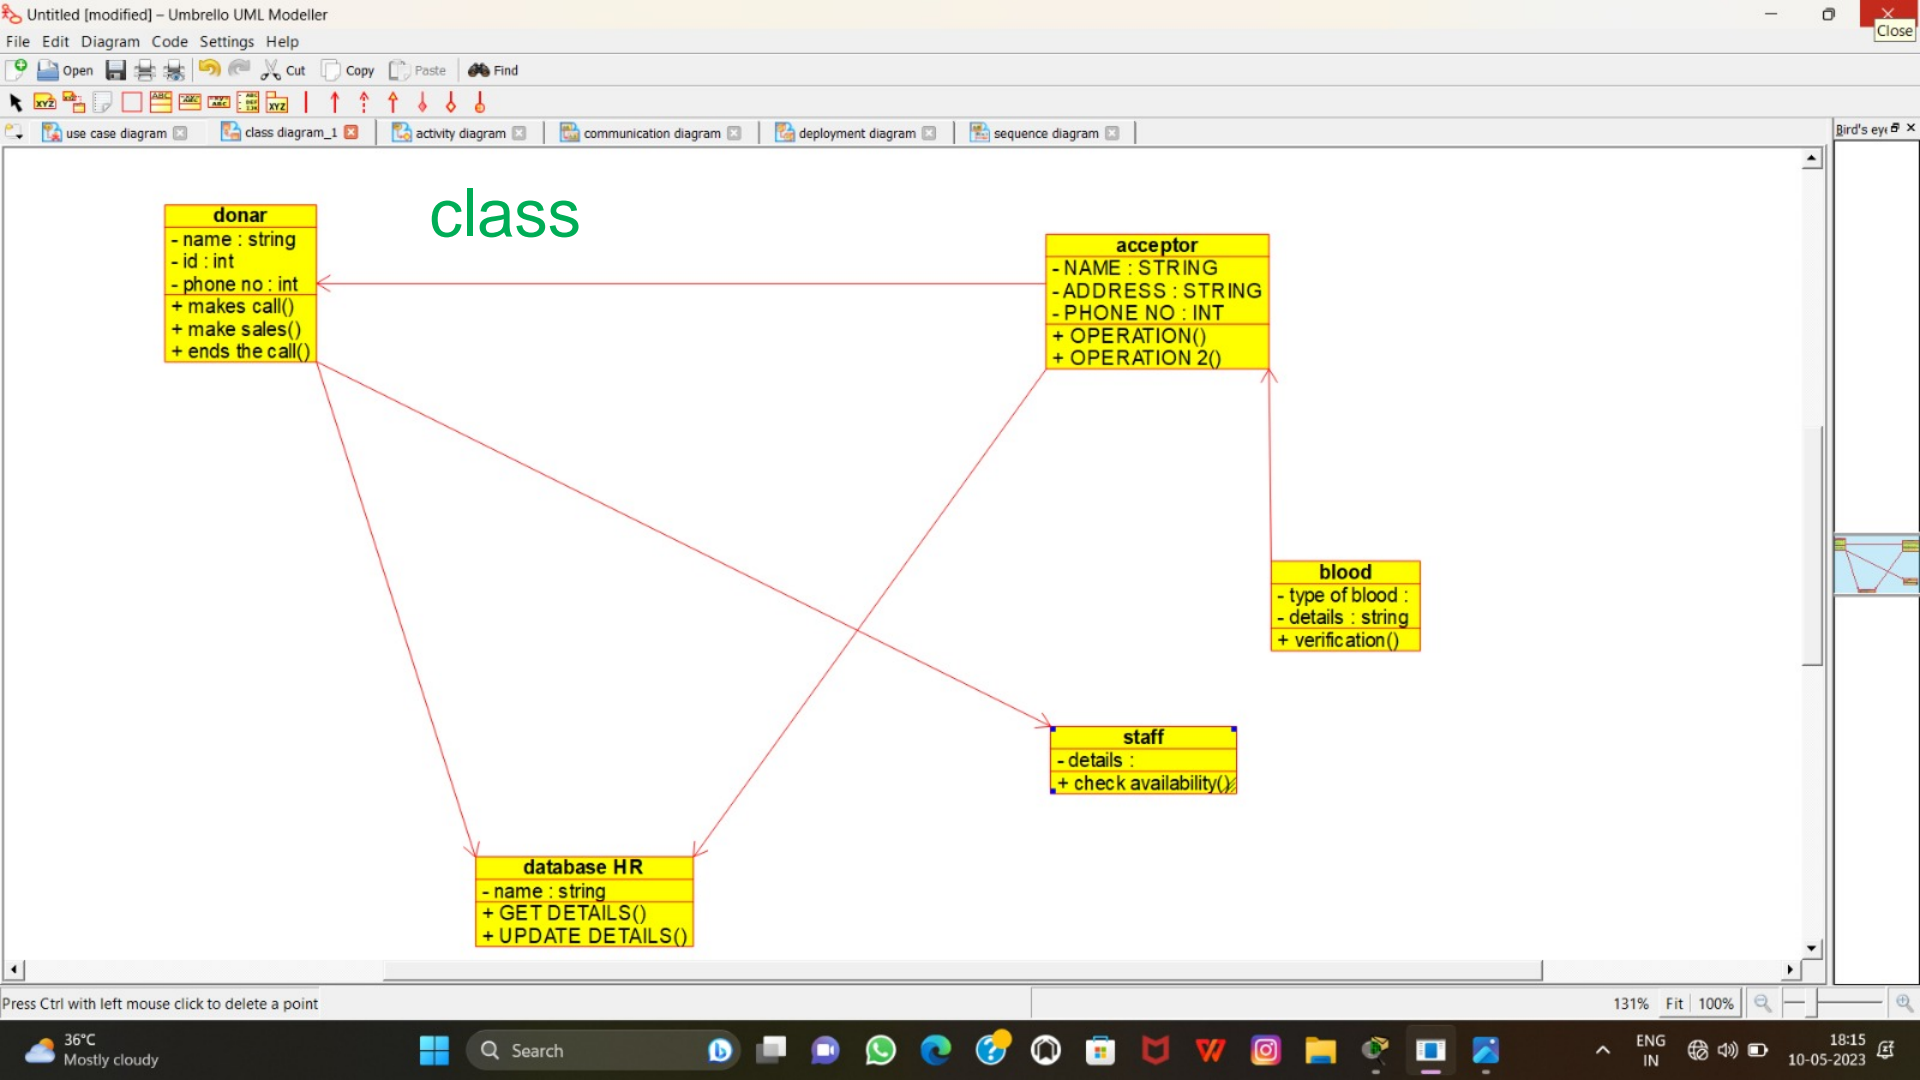 Untitled [modified] – Umbrello UML Modeller
Close
File Edit Diagram Code Settings Help
Open Cut Copy Paste Find
use case diagram class diagram_1 activity diagram communication diagram deployment diagram sequence diagram
Bird's eye
class
donar
- name : string
- id : int
- phone no : int
+ makes call()
+ make sales()
+ ends the call()
acceptor
- NAME : STRING
- ADDRESS : STRING
- PHONE NO : INT
+ OPERATION()
+ OPERATION 2()
blood
- type of blood :
- details : string
+ verification()
staff
- details :
+ check availability()
database HR
- name : string
+ GET DETAILS()
+ UPDATE DETAILS()
Press Ctrl with left mouse click to delete a point
131% Fit 100%
36°C
Mostly cloudy
Search
ENG
IN
18:15
10-05-2023